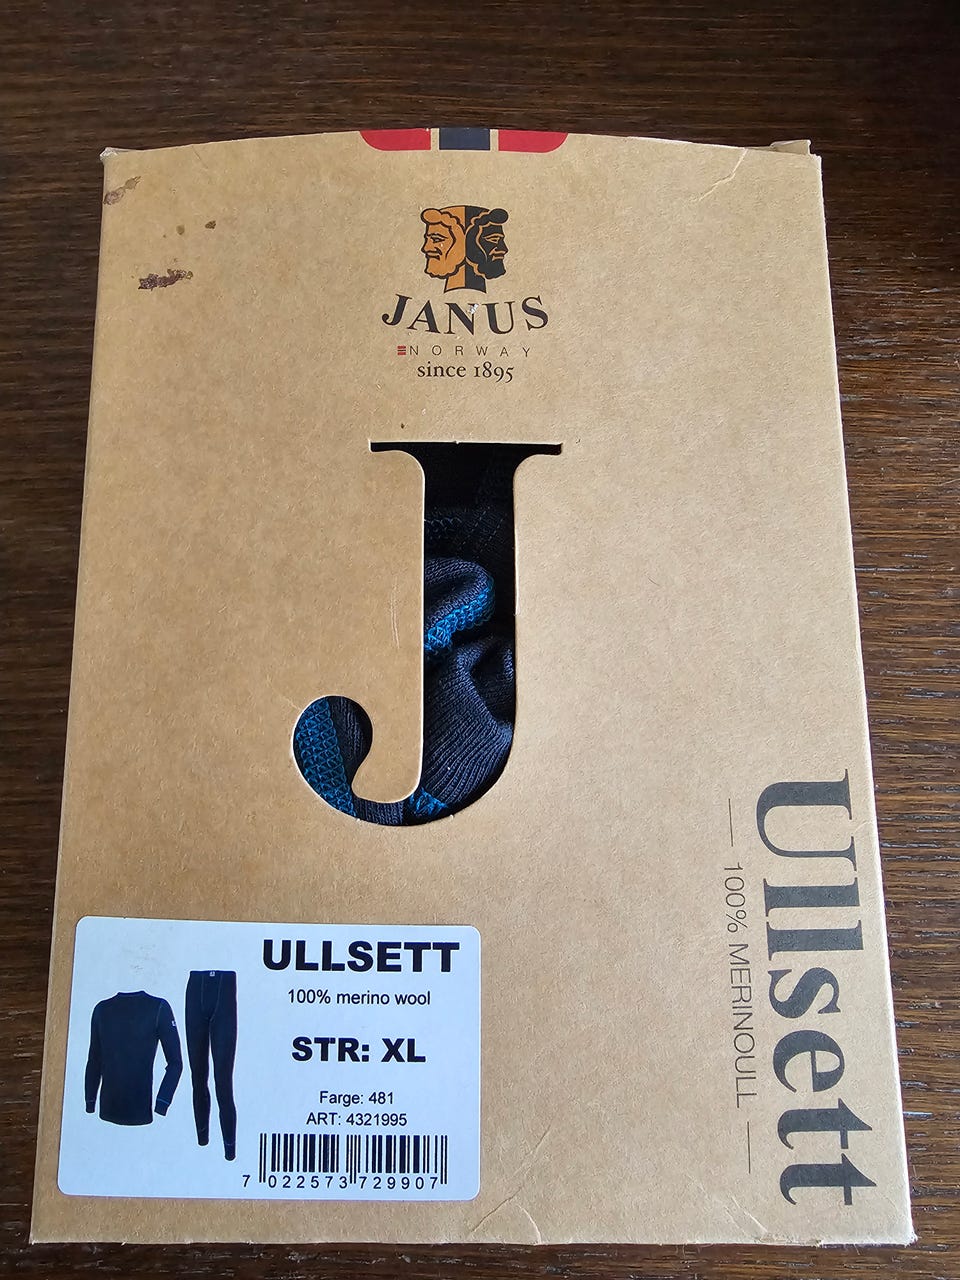 JANUS
NORWAY
since 1895
Ullsett
100% MERINOULL
ULLSETT
100% merino wool
STR: XL
Farge: 481
ART: 4321995
7 022573 729907